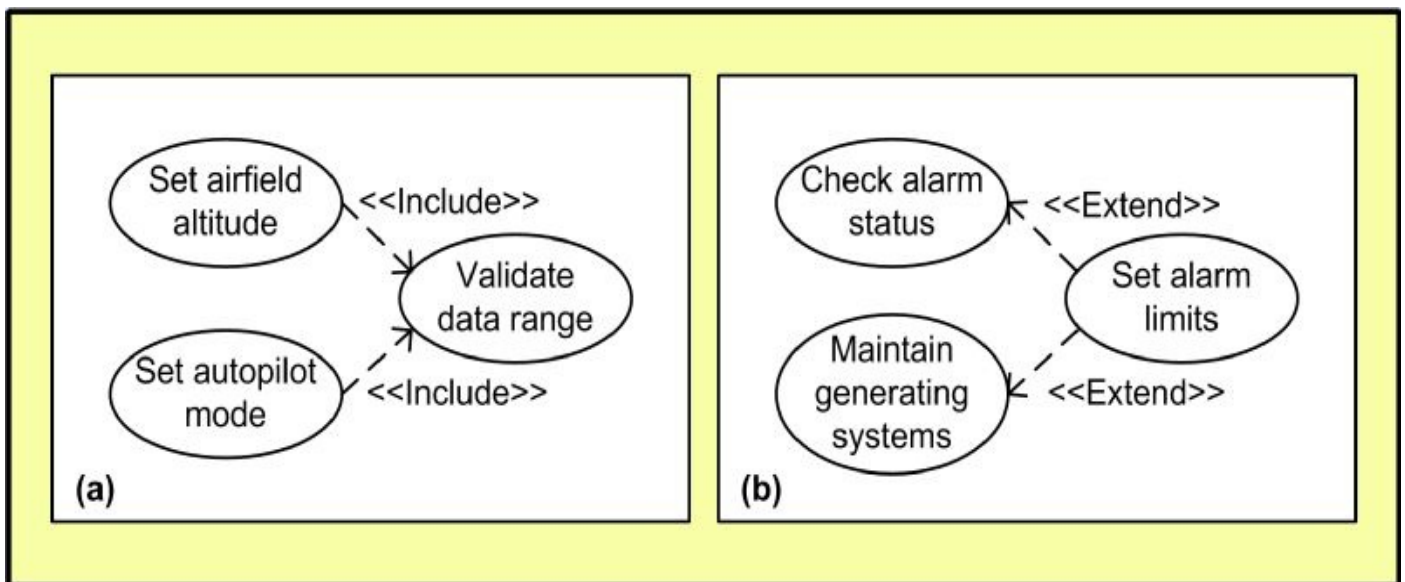 Set airfield
altitude
<<Include>>
Validate
data range
Set autopilot
mode
<<Include>>
(a)
Check alarm
status
<<Extend>>
Set alarm
limits
Maintain
generating
systems
<<Extend>>
(b)